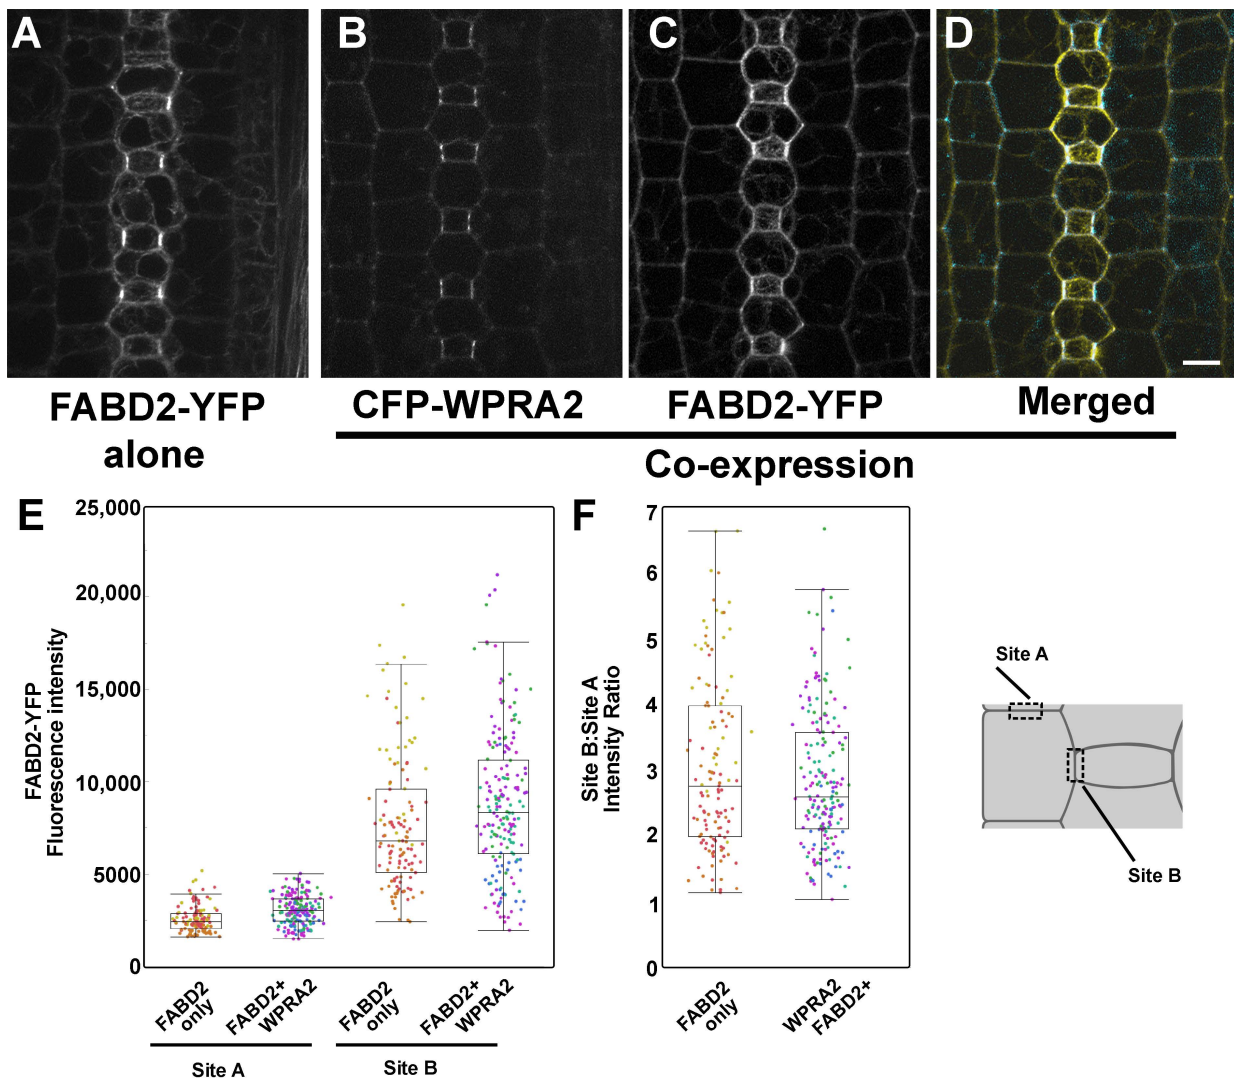 A
B
C
D
FABD2-YFP
alone
CFP-WPRA2
FABD2-YFP
Merged
Co-expression
E
FABD2-YFP
Fluorescence intensity
25,000
20,000
15,000
10,000
5000
0
FABD2
only
FABD2+
WPRA2
FABD2
only
FABD2+
WPRA2
Site A
Site B
F
Site B:Site A
Intensity Ratio
7
6
5
4
3
2
1
0
FABD2
only
WPRA2
FABD2+
Site A
Site B